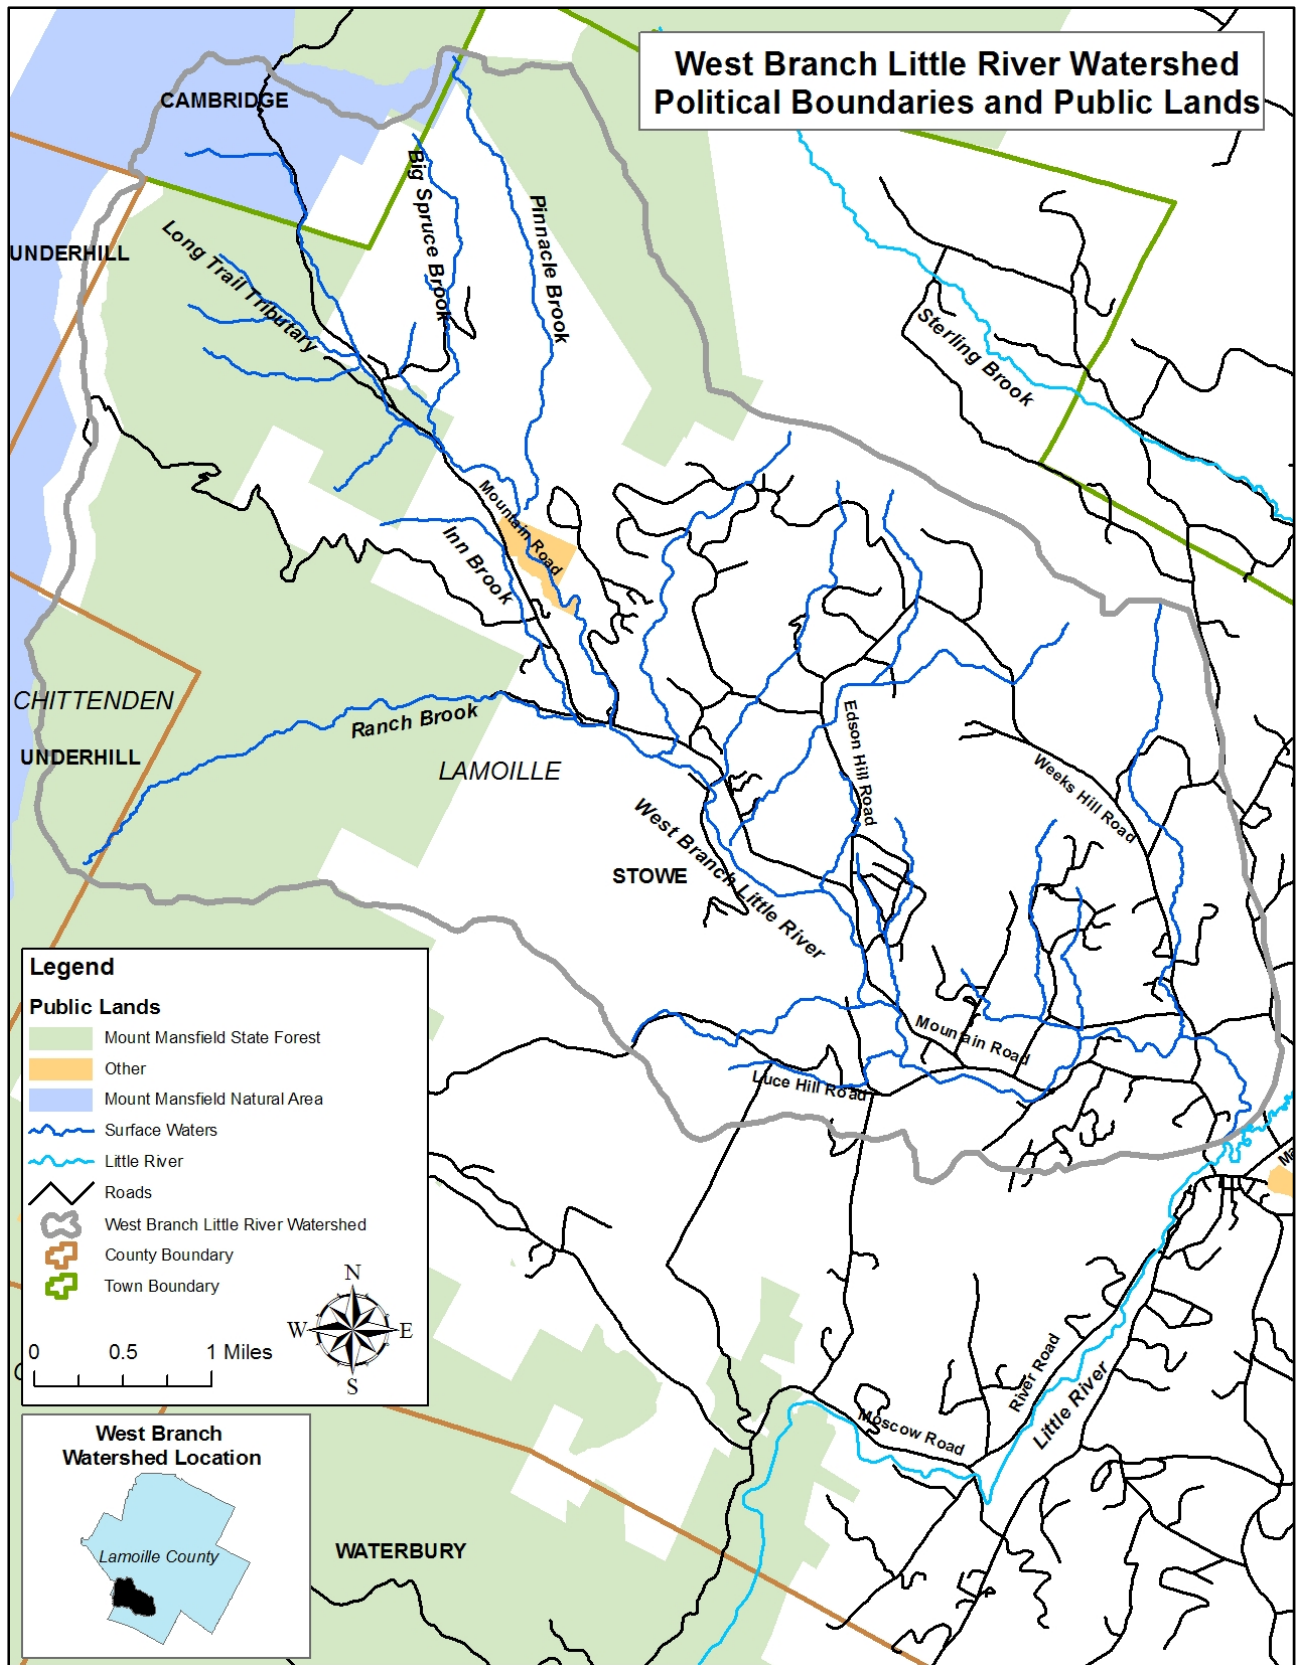 West Branch Little River Watershed
Political Boundaries and Public Lands
CAMBRIDGE
Big Spruce Brook
Pinnacle Brook
Long Trail Tributary
UNDERHILL
Sterling Brook
Mountain Road
Inn Brook
CHITTENDEN
Ranch Brook
UNDERHILL
LAMOILLE
Edson Hill Road
Weeks Hill Road
West Branch Little River
STOWE
Mountain Road
Luce Hill Road
River Road
Little River
Moscow Road
WATERBURY
Legend
Public Lands
Mount Mansfield State Forest
Other
Mount Mansfield Natural Area
Surface Waters
Little River
Roads
West Branch Little River Watershed
County Boundary
Town Boundary
N
W
E
S
0 0.5 1 Miles
West Branch
Watershed Location
Lamoille County